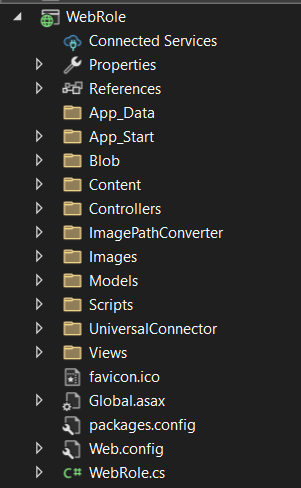 WebRole
Connected Services
Properties
References
App_Data
App_Start
Blob
Content
Controllers
ImagePathConverter
Images
Models
Scripts
UniversalConnector
Views
favicon.ico
Global.asax
packages.config
Web.config
C# WebRole.cs